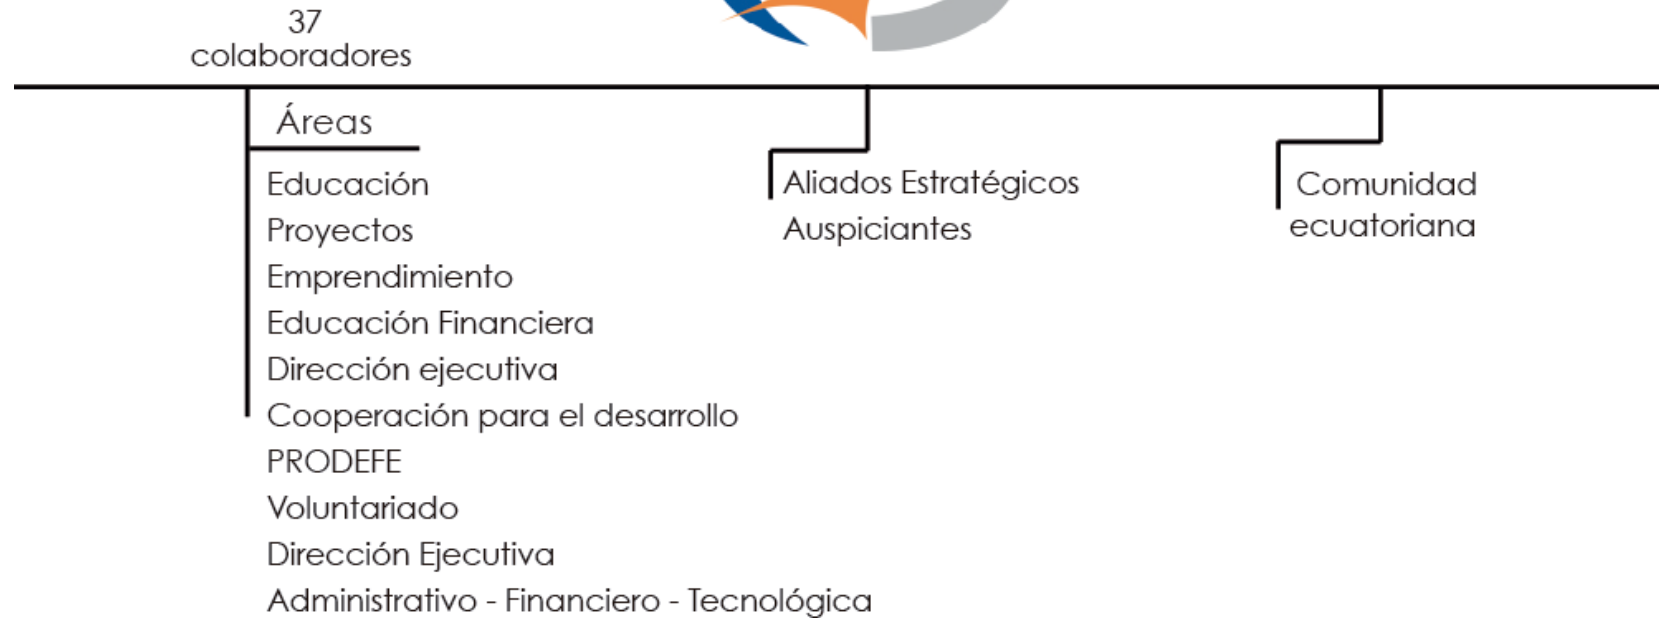 37
colaboradores
Áreas
Educación
Proyectos
Emprendimiento
Educación Financiera
Dirección ejecutiva
Cooperación para el desarrollo
PRODEFE
Voluntariado
Dirección Ejecutiva
Administrativo - Financiero - Tecnológica
Aliados Estratégicos
Auspiciantes
Comunidad
ecuatoriana